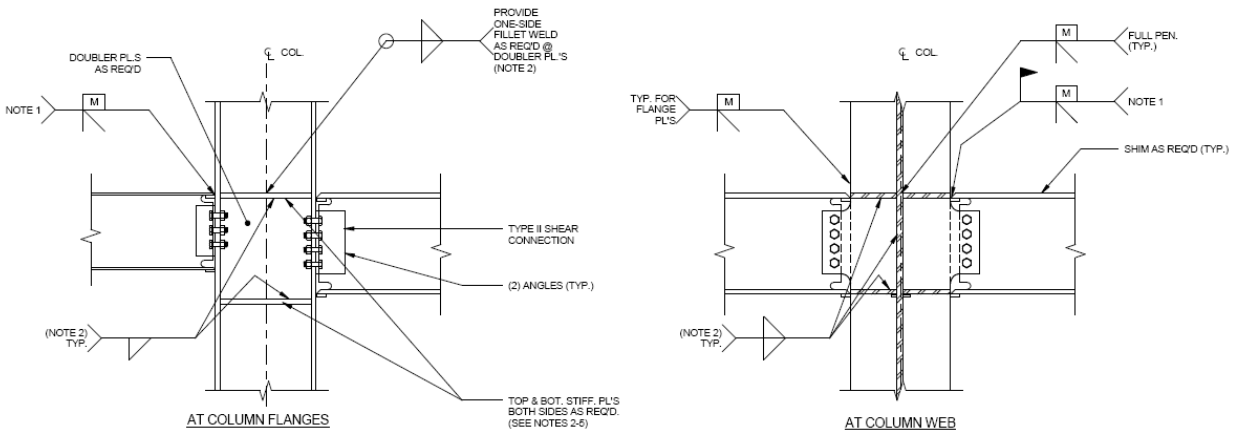 PROVIDE
ONE-SIDE
FILLET WELD
AS REQ'D @
DOUBLER PL.'S
(NOTE 2)
℄ COL.
DOUBLER PL.S
AS REQ'D
NOTE 1
M
TYPE II SHEAR
CONNECTION
(2) ANGLES (TYP.)
(NOTE 2)
TYP.
TOP & BOT. STIFF. PL'S
BOTH SIDES AS REQ'D.
(SEE NOTES 2-5)
AT COLUMN FLANGES
℄ COL.
M
FULL PEN.
(TYP.)
TYP. FOR
FLANGE
PL'S
M
M
NOTE 1
SHIM AS REQ'D (TYP.)
(NOTE 2)
TYP.
AT COLUMN WEB